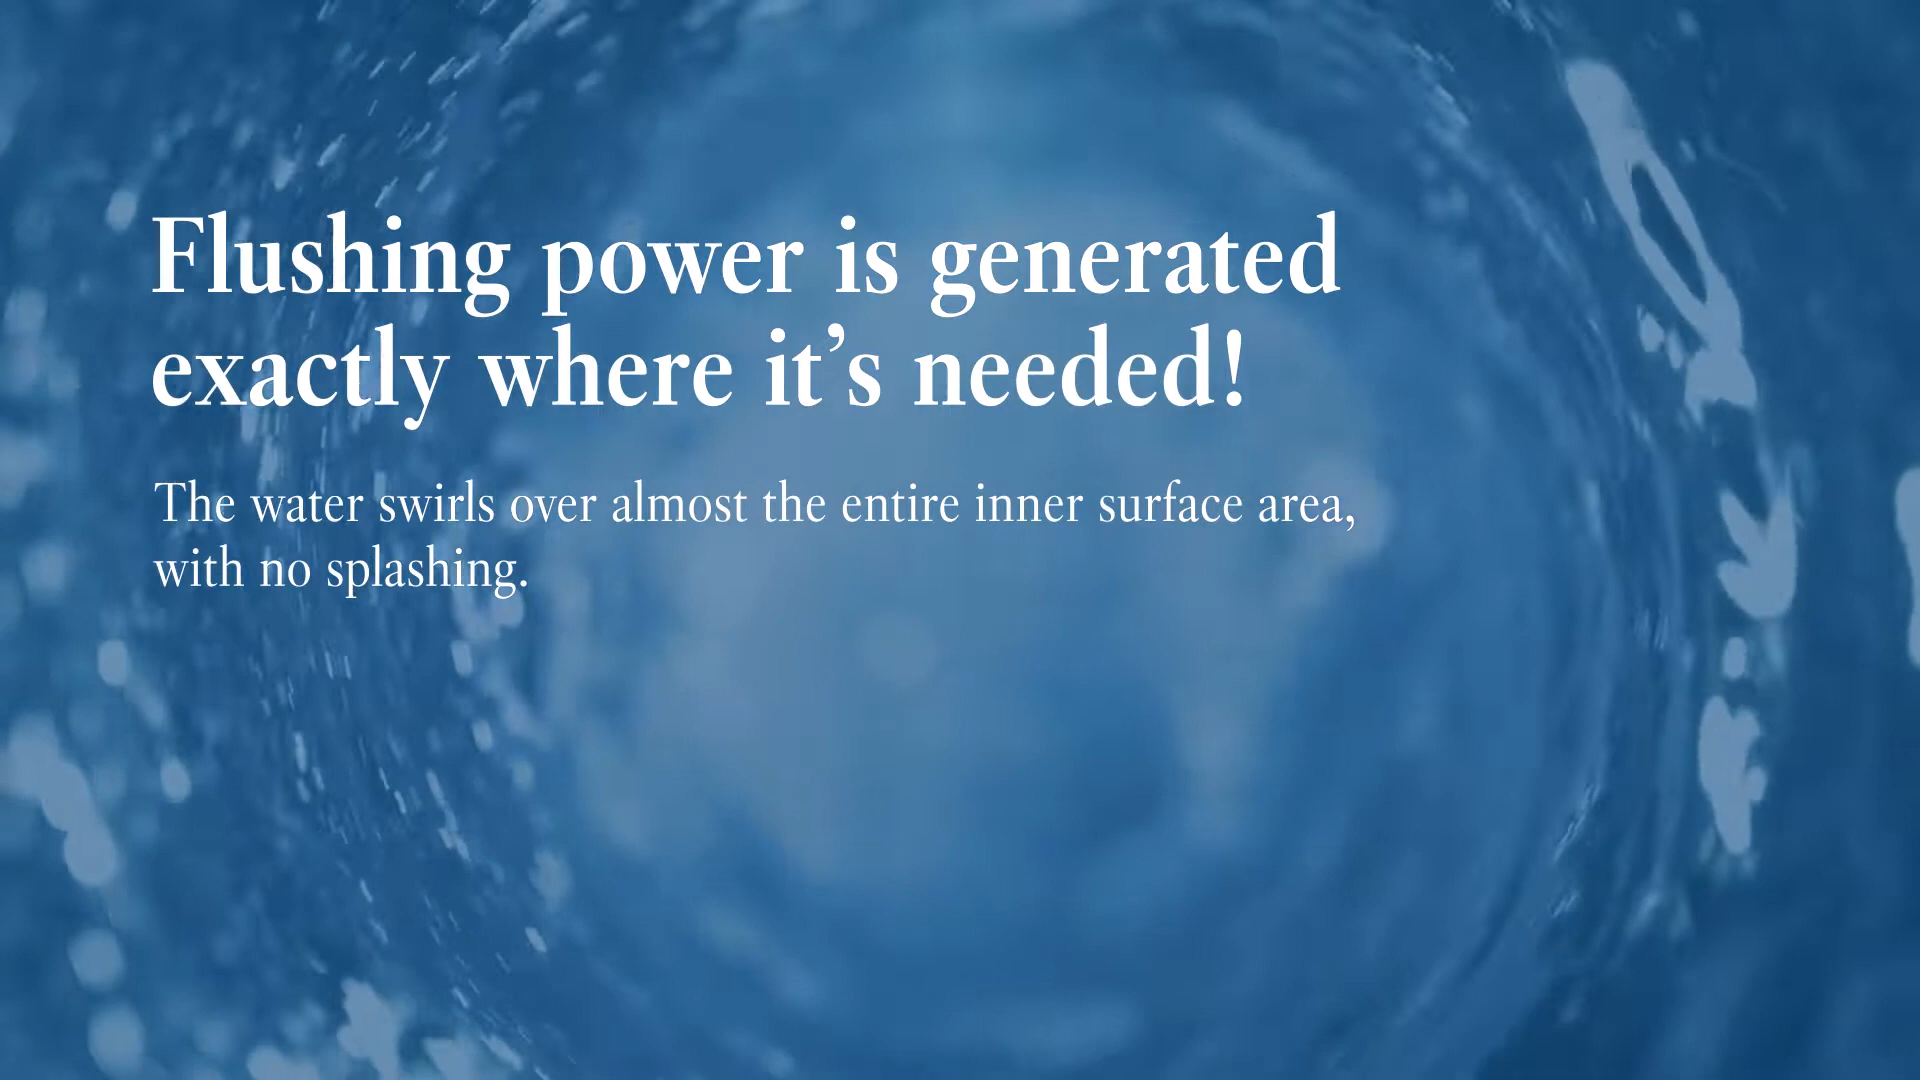 Flushing power is generated
exactly where it’s needed!
The water swirls over almost the entire inner surface area,
with no splashing.